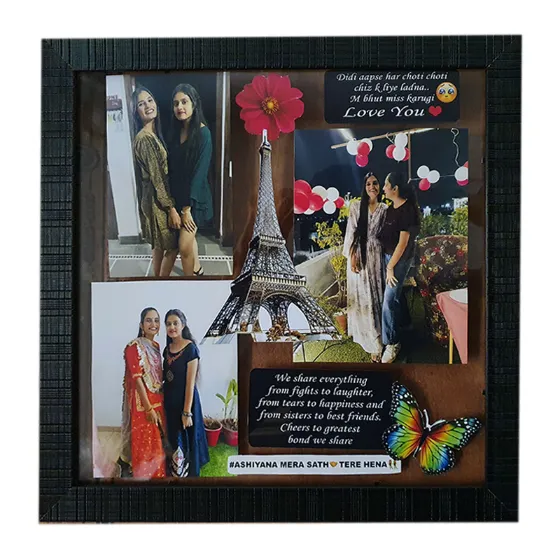 Didi aapse har choti choti
chiz k liye ladna..
M bhut miss karugi 🥺
Love You ❤
We share everything
from fights to laughter,
from tears to happiness and
from sisters to best friends.
Cheers to greatest
bond we share
#ASHIYANA MERA SATH🤝TERE HENA👭